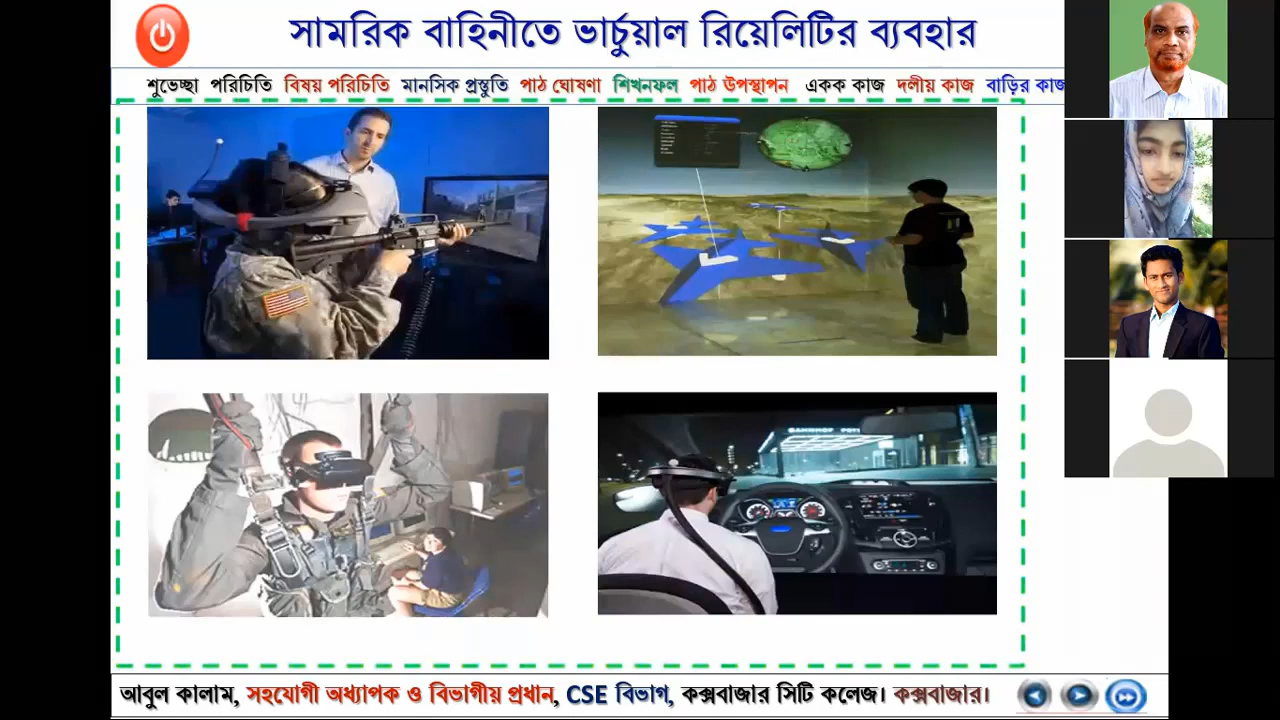 সামরিক বাহিনীতে ভার্চুয়াল রিয়েলিটির ব্যবহার
শুভেচ্ছা পরিচিতি বিষয় পরিচিতি মানসিক প্রস্তুতি পাঠ ঘোষণা শিখনফল পাঠ উপস্থাপন একক কাজ দলীয় কাজ বাড়ির কাজ
আবুল কালাম, সহযোগী অধ্যাপক ও বিভাগীয় প্রধান, CSE বিভাগ, কক্সবাজার সিটি কলেজ। কক্সবাজার।